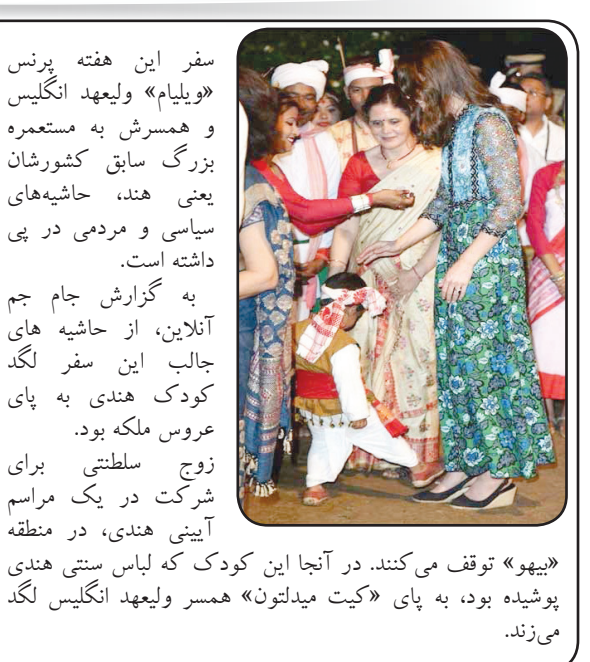 سفر این هفته پرنس
«ویلیام» ولیعهد انگلیس
و همسرش به مستعمره
بزرگ سابق کشورشان
یعنی هند، حاشیه‌های
سیاسی و مردمی در پی
داشته است.
به گزارش جام جم
آنلاین، از حاشیه های
جالب این سفر لگد
کودک هندی به پای
عروس ملکه بود.
زوج سلطنتی برای
شرکت در یک مراسم
آیینی هندی، در منطقه
«بیهو» توقف می‌کنند. در آنجا این کودک که لباس سنتی هندی
پوشیده بود، به پای «کیت میدلتون» همسر ولیعهد انگلیس لگد
می‌زند.